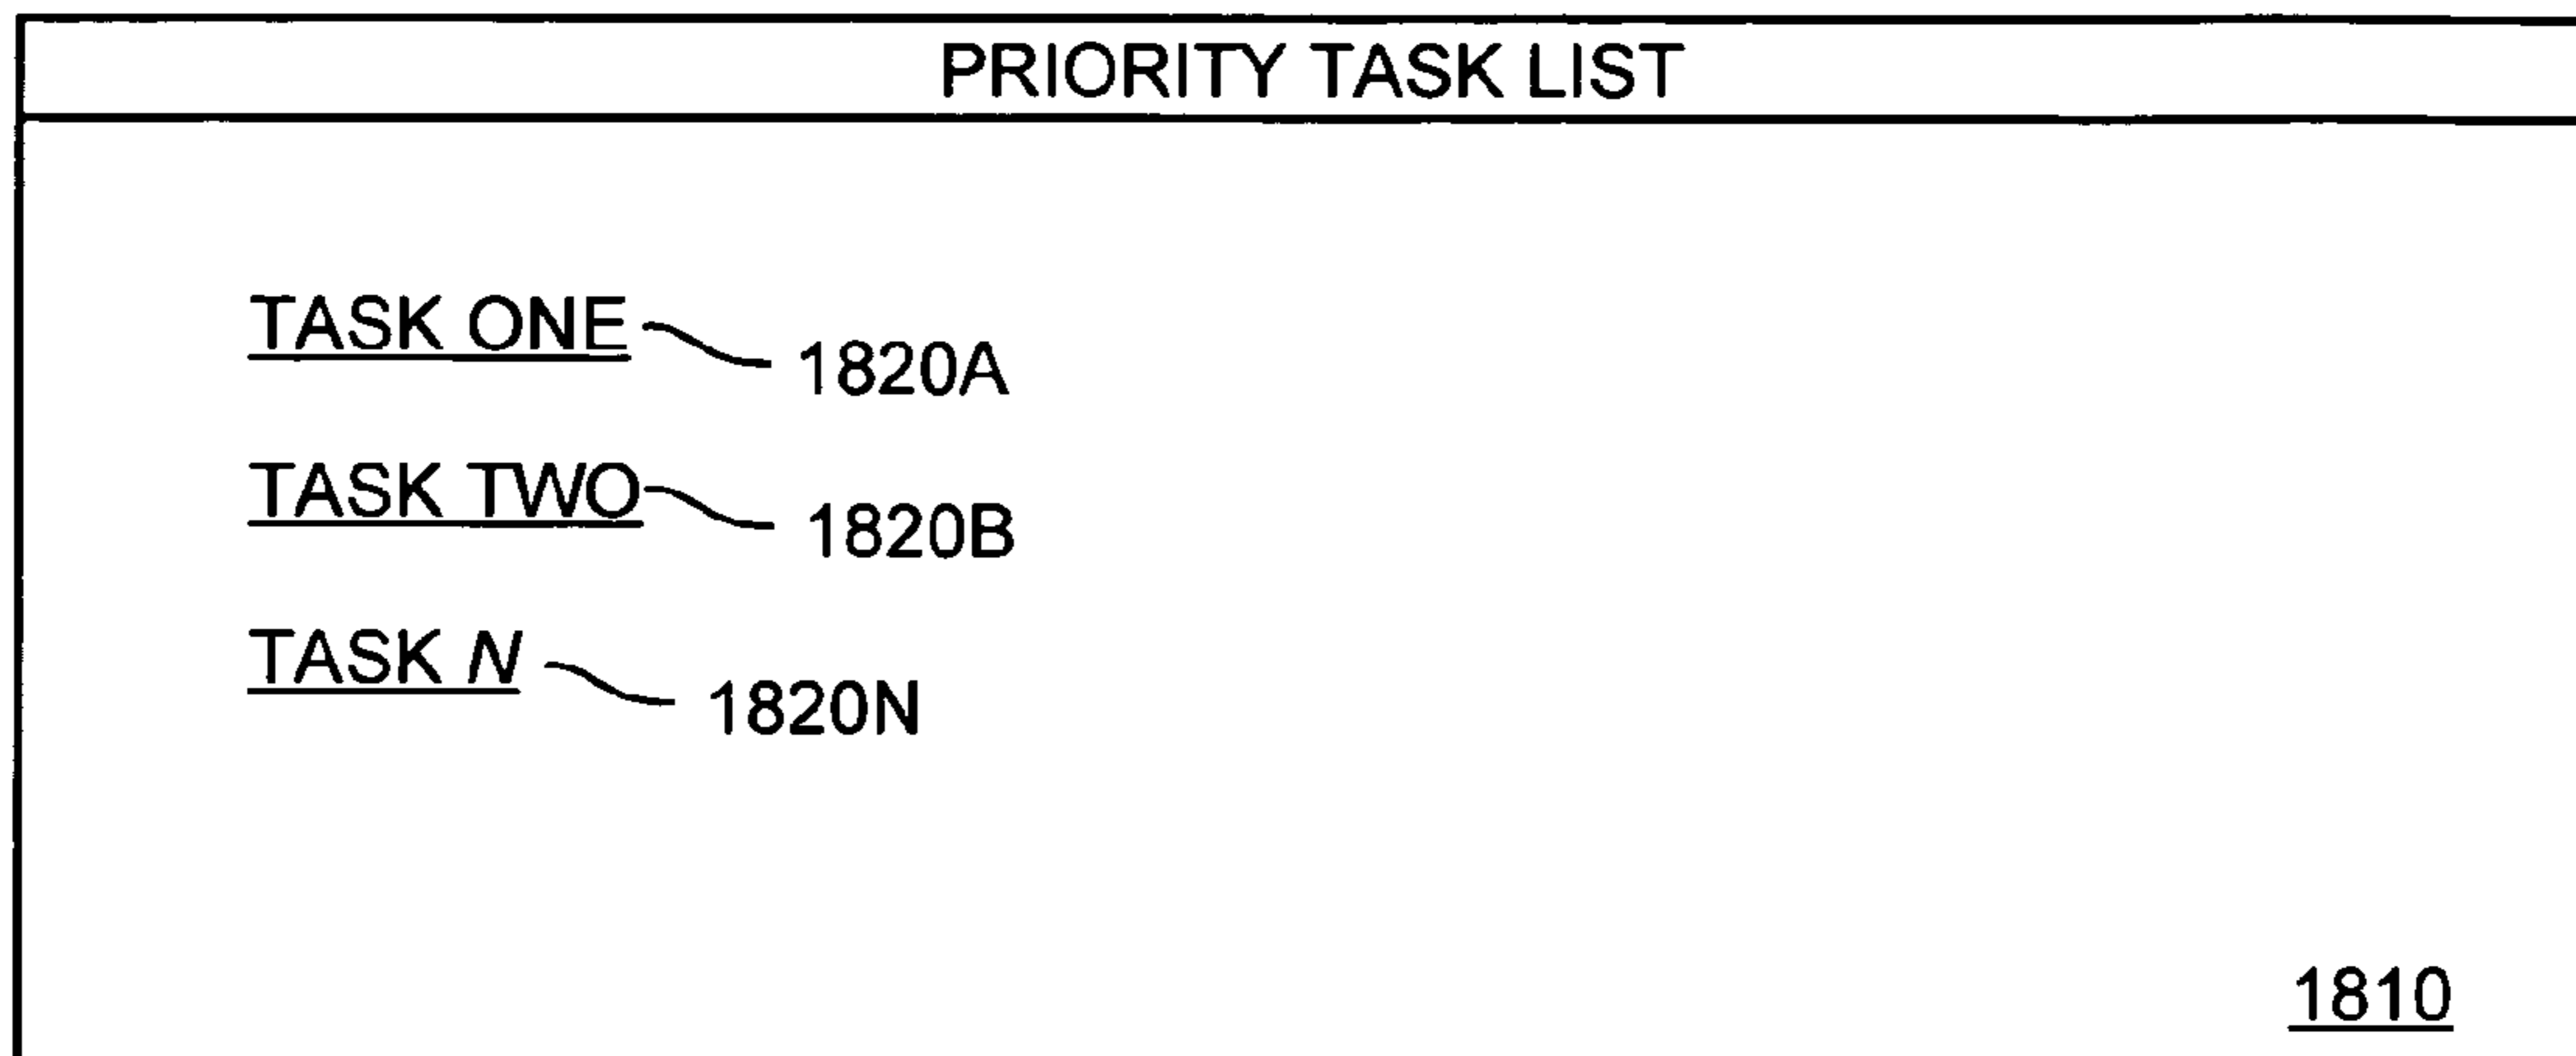 PRIORITY TASK LIST
TASK ONE
1820A
TASK TWO
1820B
TASK N
1820N
1810